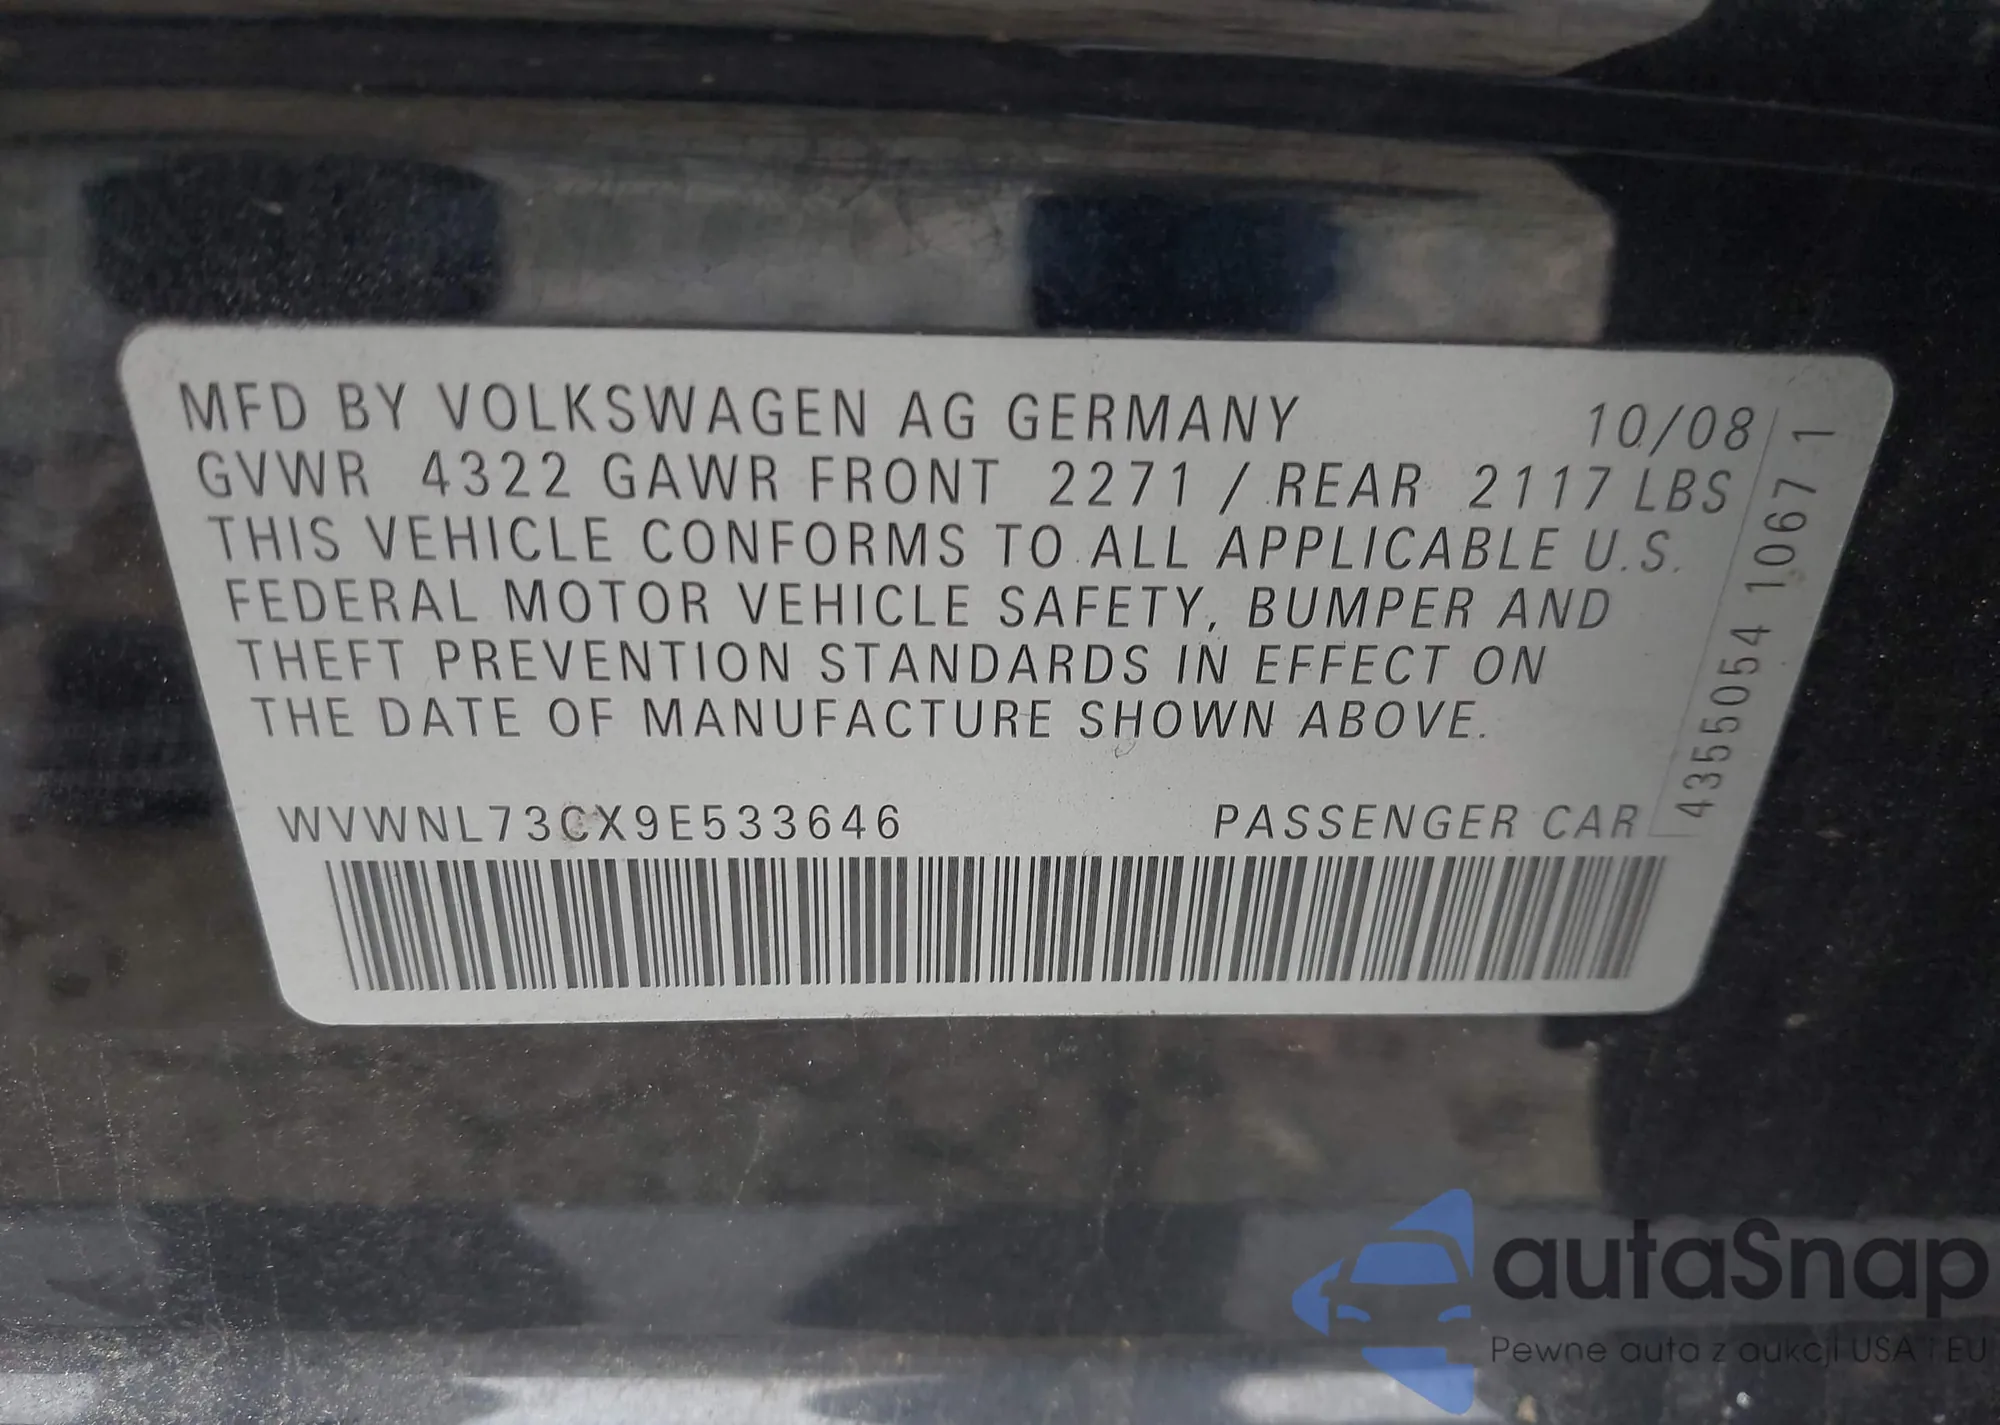 MFD BY VOLKSWAGEN AG GERMANY 10/08
GVWR 4322 GAWR FRONT 2271 / REAR 2117 LBS
THIS VEHICLE CONFORMS TO ALL APPLICABLE U.S.
FEDERAL MOTOR VEHICLE SAFETY, BUMPER AND
THEFT PREVENTION STANDARDS IN EFFECT ON
THE DATE OF MANUFACTURE SHOWN ABOVE.
WVWNL73CX9E533646 PASSENGER CAR
4355054 1067 1
autaSnap
Pewne auta z aukcji USA i EU